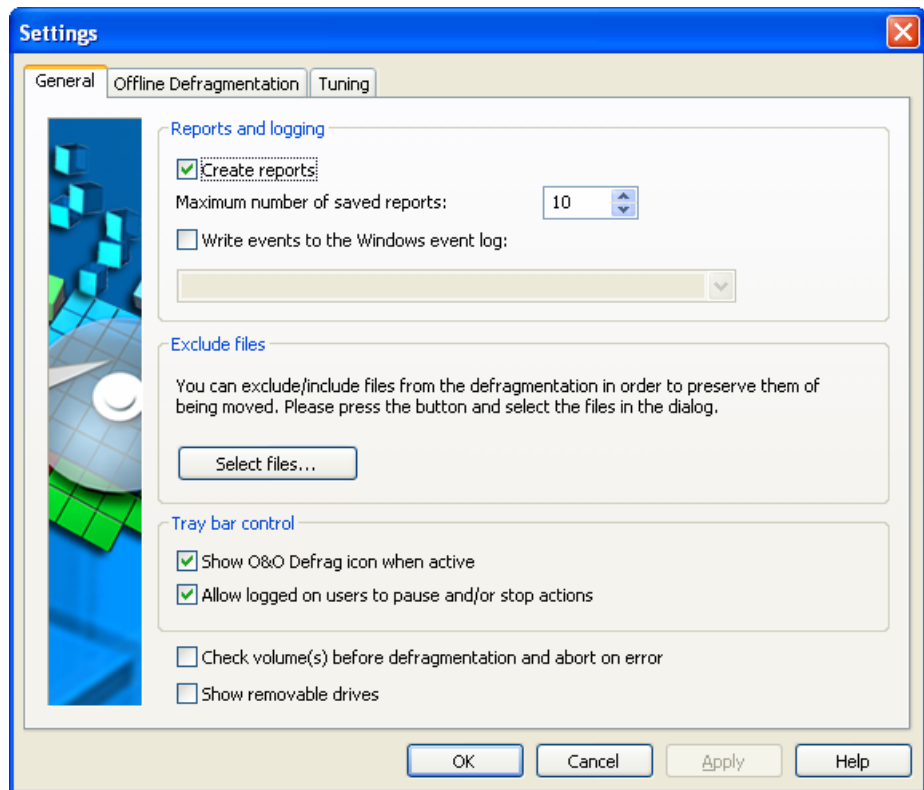 Settings
General Offline Defragmentation Tuning
Reports and logging
Create reports
Maximum number of saved reports: 10
Write events to the Windows event log:
Exclude files
You can exclude/include files from the defragmentation in order to preserve them of
being moved. Please press the button and select the files in the dialog.
Select files...
Tray bar control
Show O&O Defrag icon when active
Allow logged on users to pause and/or stop actions
Check volume(s) before defragmentation and abort on error
Show removable drives
OK Cancel Apply Help